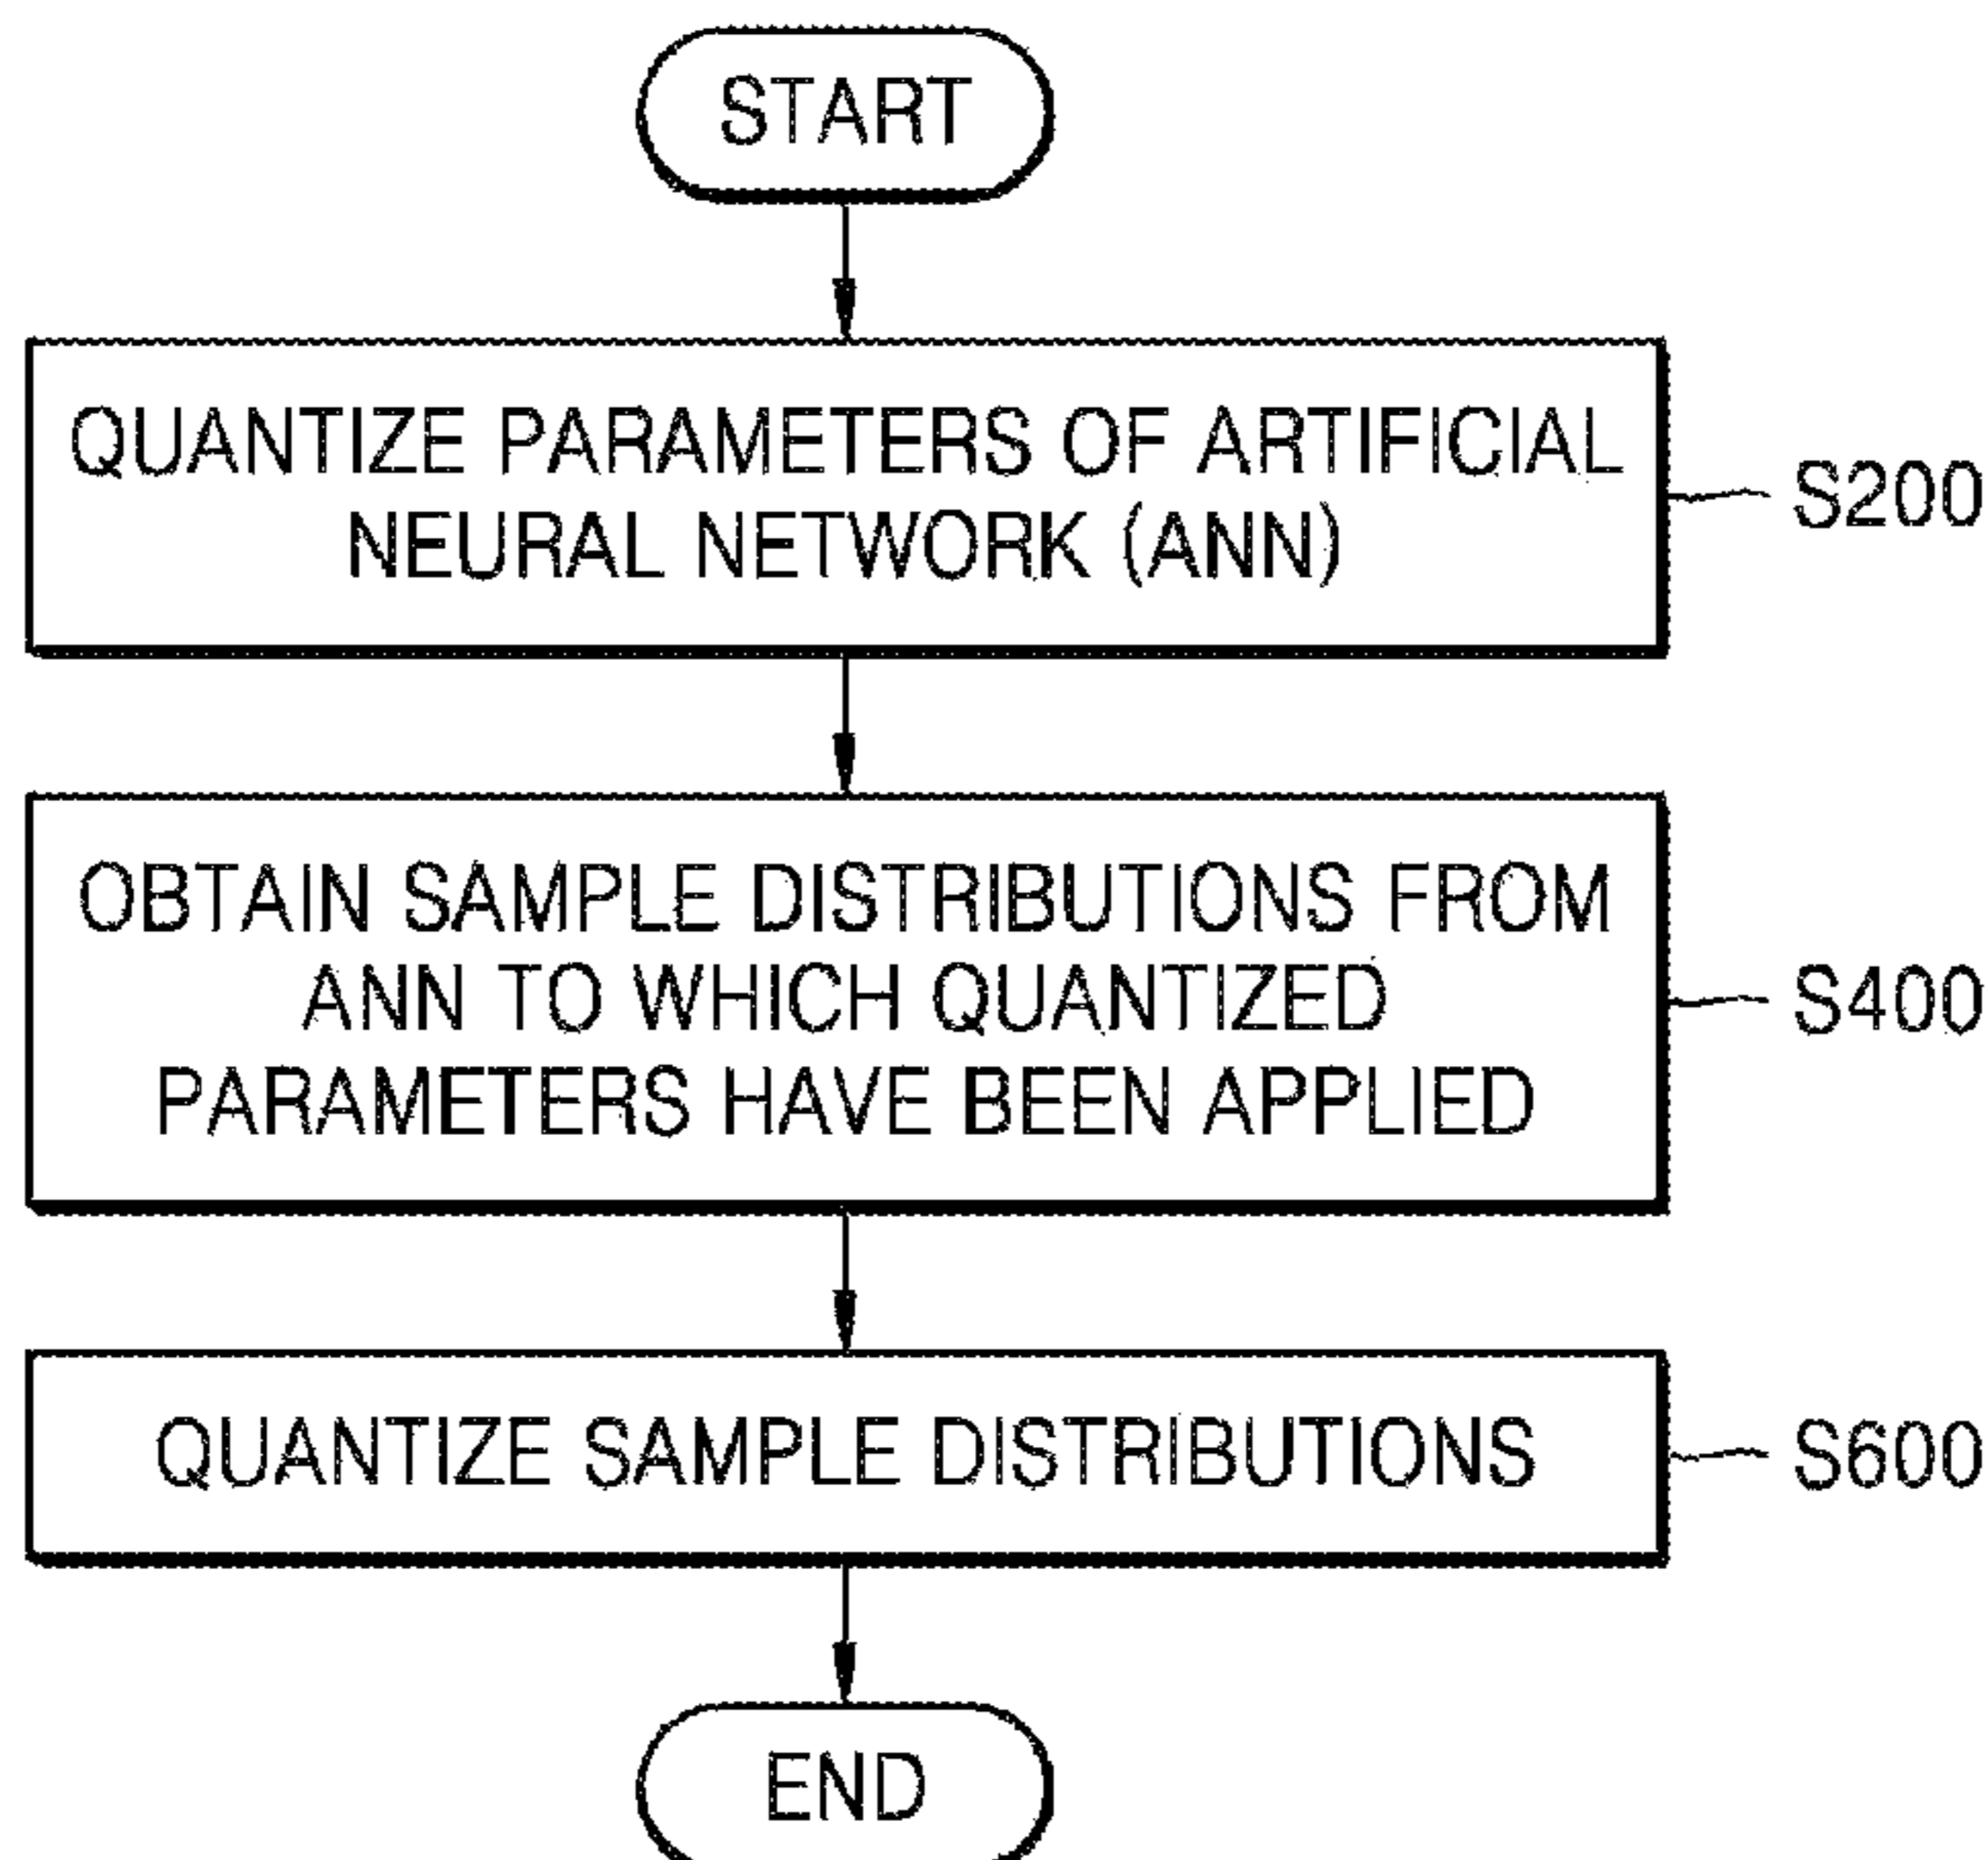 START
QUANTIZE PARAMETERS OF ARTIFICIAL
NEURAL NETWORK (ANN)
S200
OBTAIN SAMPLE DISTRIBUTIONS FROM
ANN TO WHICH QUANTIZED
PARAMETERS HAVE BEEN APPLIED
S400
QUANTIZE SAMPLE DISTRIBUTIONS
S600
END